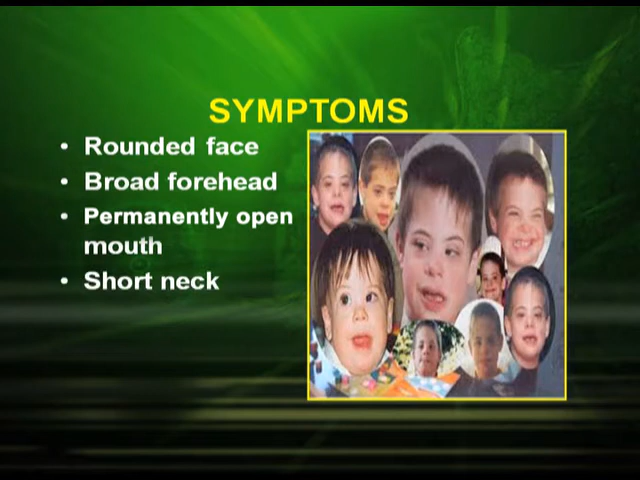 SYMPTOMS
• Rounded face
• Broad forehead
• Permanently open
mouth
• Short neck